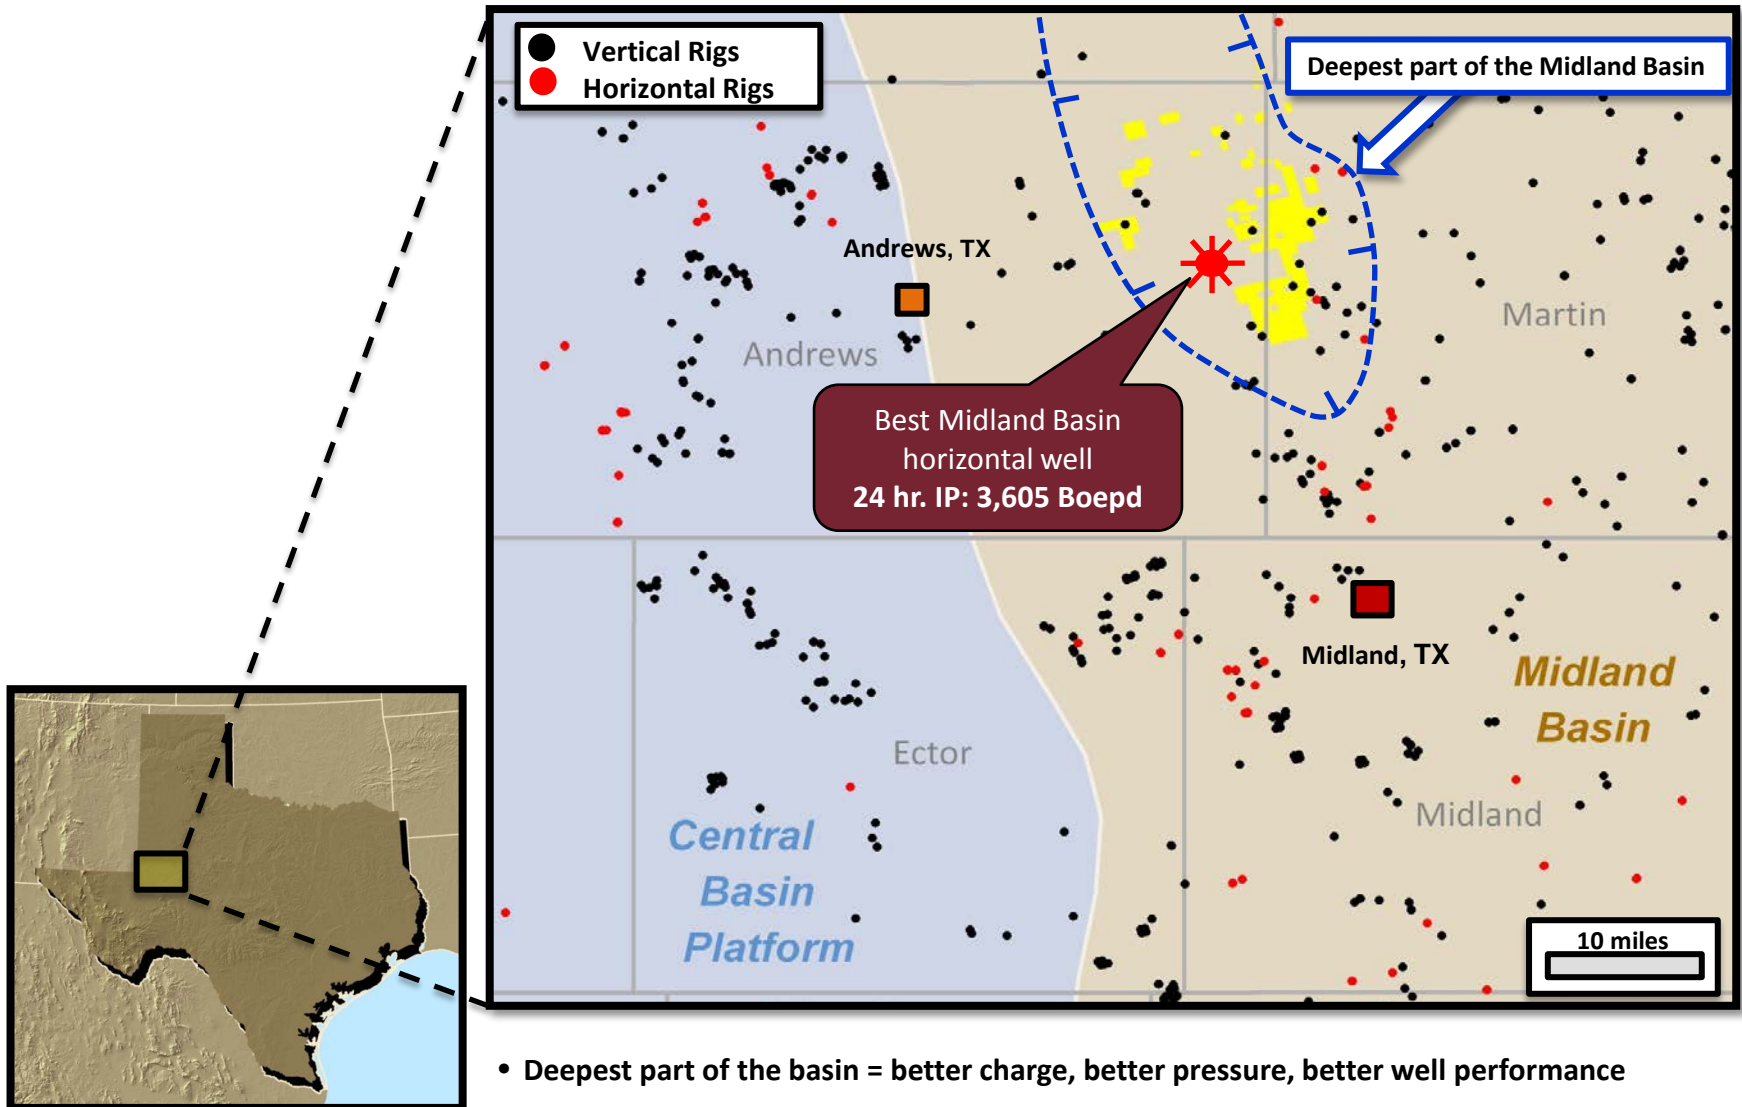 Vertical Rigs
Horizontal Rigs
Deepest part of the Midland Basin
Andrews, TX
Martin
Andrews
Best Midland Basin
horizontal well
24 hr. IP: 3,605 Boepd
Midland, TX
Midland
Basin
Ector
Midland
Central
Basin
Platform
10 miles
• Deepest part of the basin = better charge, better pressure, better well performance